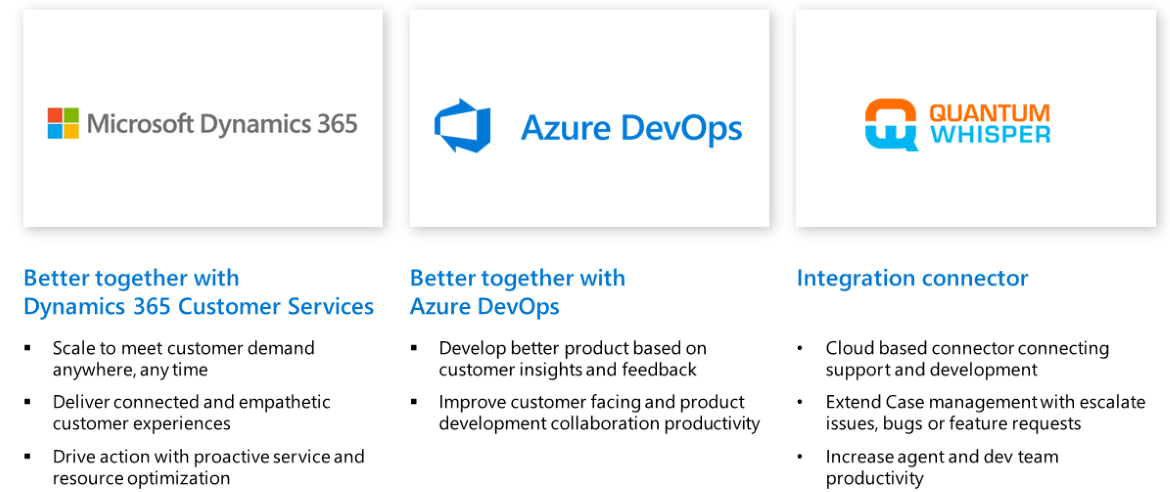 Microsoft Dynamics 365
Azure DevOps
QUANTUM
WHISPER
Better together with
Dynamics 365 Customer Services
▪ Scale to meet customer demand
anywhere, any time
▪ Deliver connected and empathetic
customer experiences
▪ Drive action with proactive service and
resource optimization
Better together with
Azure DevOps
▪ Develop better product based on
customer insights and feedback
▪ Improve customer facing and product
development collaboration productivity
Integration connector
• Cloud based connector connecting
support and development
• Extend Case management with escalate
issues, bugs or feature requests
• Increase agent and dev team
productivity